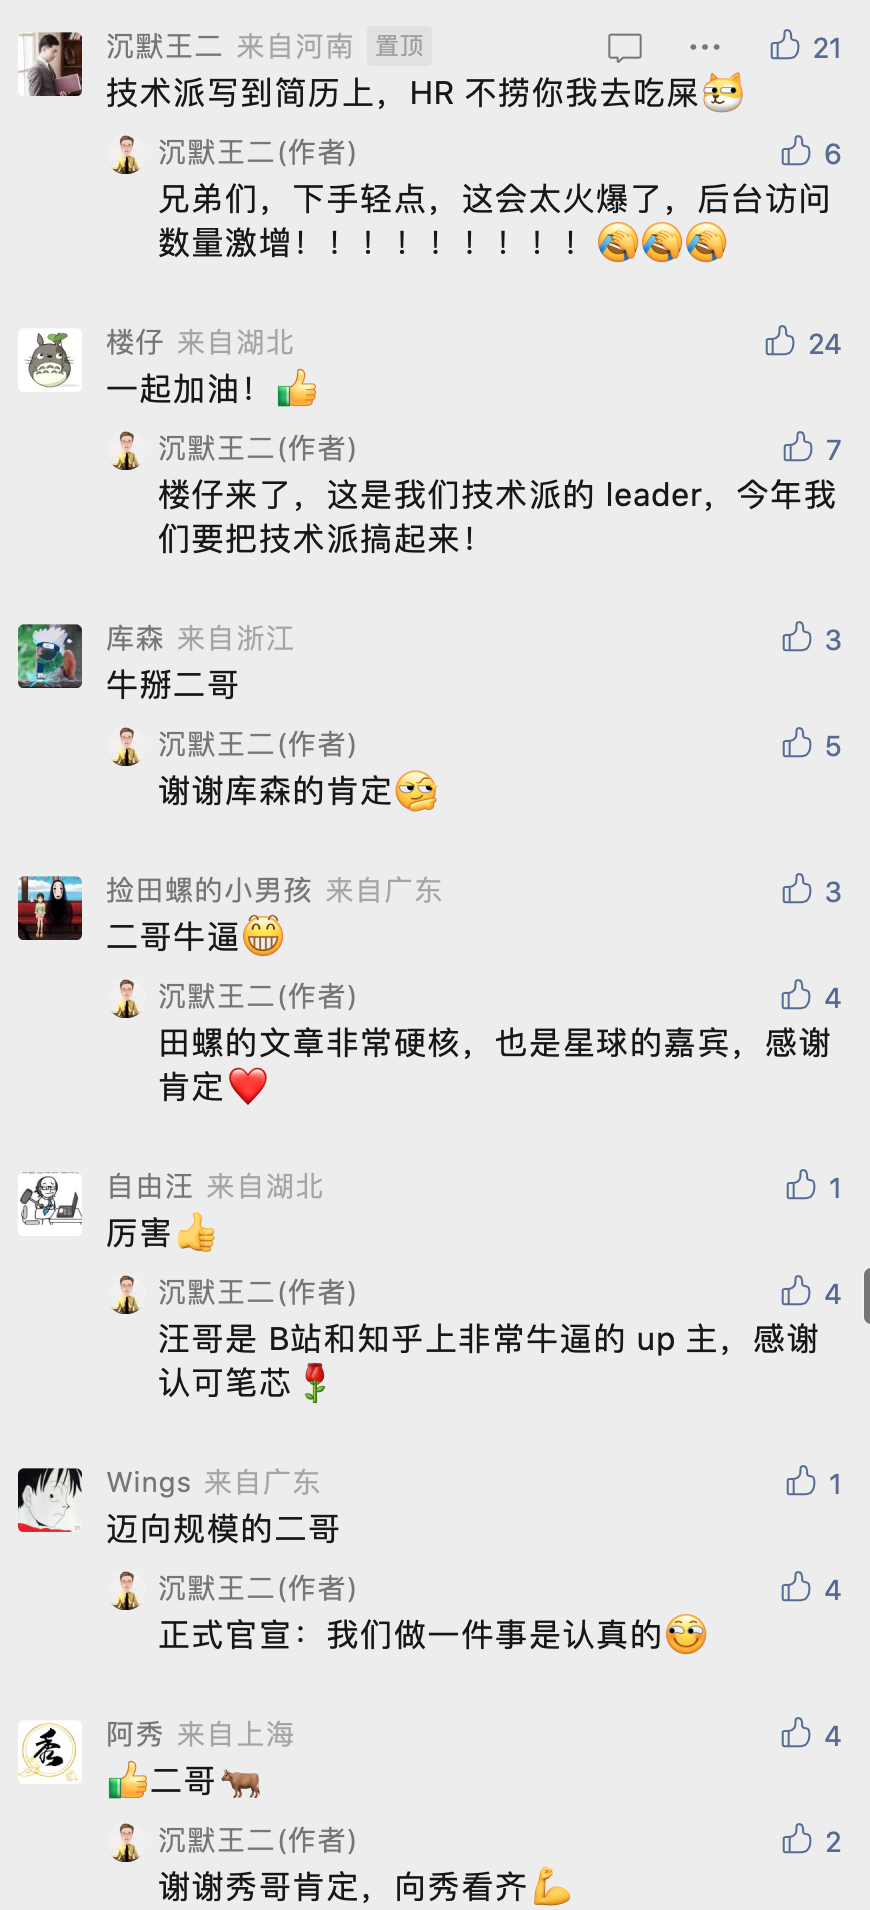 沉默王二 来自河南 置顶 21
技术派写到简历上，HR 不捞你我去吃屎
沉默王二(作者) 6
兄弟们，下手轻点，这会太火爆了，后台访问
数量激增！！！！！！！！！
楼仔 来自湖北 24
一起加油！
沉默王二(作者) 7
楼仔来了，这是我们技术派的 leader，今年我
们要把技术派搞起来！
库森 来自浙江 3
牛掰二哥
沉默王二(作者) 5
谢谢库森的肯定
捡田螺的小男孩 来自广东 3
二哥牛逼
沉默王二(作者) 4
田螺的文章非常硬核，也是星球的嘉宾，感谢
肯定
自由汪 来自湖北 1
厉害
沉默王二(作者) 4
汪哥是 B站和知乎上非常牛逼的 up 主，感谢
认可笔芯
Wings 来自广东 1
迈向规模的二哥
沉默王二(作者) 4
正式官宣：我们做一件事是认真的
阿秀 来自上海 4
秀
二哥
沉默王二(作者) 2
谢谢秀哥肯定，向秀看齐